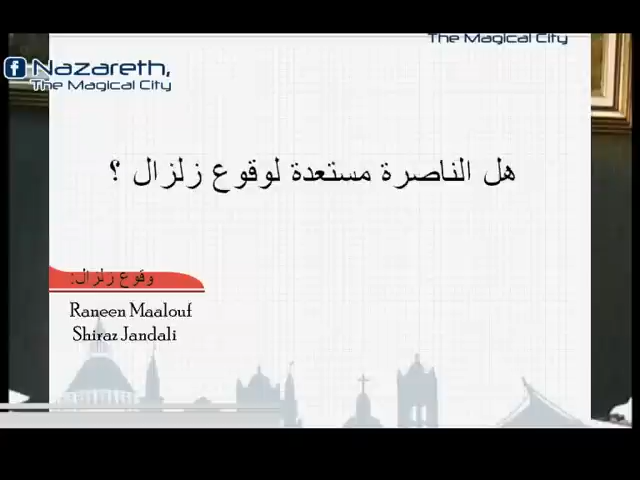 The Magical City
Nazareth,
The Magical City
هل الناصرة مستعدة لوقوع زلزال ؟
وقوع زلزال:
Raneen Maalouf
Shiraz Jandali